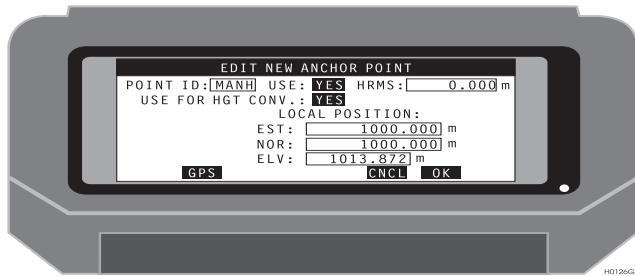 EDIT NEW ANCHOR POINT
POINT ID: MANH USE: YES HRMS: 0.000 m
USE FOR HGT CONV.: YES
LOCAL POSITION:
EST: 1000.000 m
NOR: 1000.000 m
ELV: 1013.872 m
GPS CNCL OK
H0126G